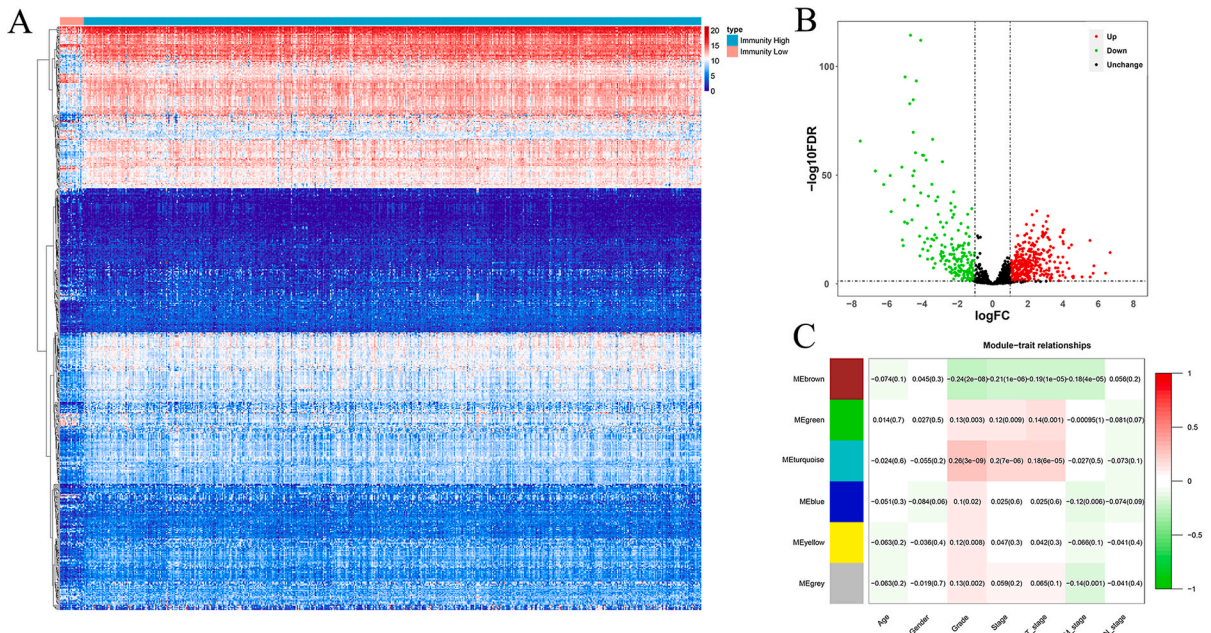 A
type
Immunity High
Immunity Low
20
15
10
5
0
B
Up
Down
Unchange
−log10FDR
100
50
0
−8
−6
−4
−2
0
2
4
6
8
logFC
C
Module−trait relationships
MEbrown
−0.074(0.1)
0.045(0.3)
−0.24(2e−08)
−0.21(1e−06)
−0.19(1e−05)
−0.18(4e−05)
0.056(0.2)
MEgreen
0.014(0.7)
0.027(0.5)
0.13(0.003)
0.12(0.009)
0.14(0.001)
−0.00095(1)
−0.081(0.07)
MEturquoise
−0.024(0.6)
−0.055(0.2)
0.26(3e−09)
0.2(7e−06)
0.18(6e−05)
−0.027(0.5)
−0.073(0.1)
MEblue
−0.051(0.3)
−0.084(0.06)
0.1(0.02)
0.025(0.6)
0.025(0.6)
−0.12(0.006)
−0.074(0.09)
MEyellow
−0.063(0.2)
−0.036(0.4)
0.12(0.008)
0.047(0.3)
0.042(0.3)
−0.066(0.1)
−0.041(0.4)
MEgrey
−0.063(0.2)
−0.019(0.7)
0.13(0.002)
0.059(0.2)
0.065(0.1)
−0.14(0.001)
−0.041(0.4)
Age
Gender
Grade
Stage
T_stage
M_stage
N_stage
1
0.5
0
−0.5
−1